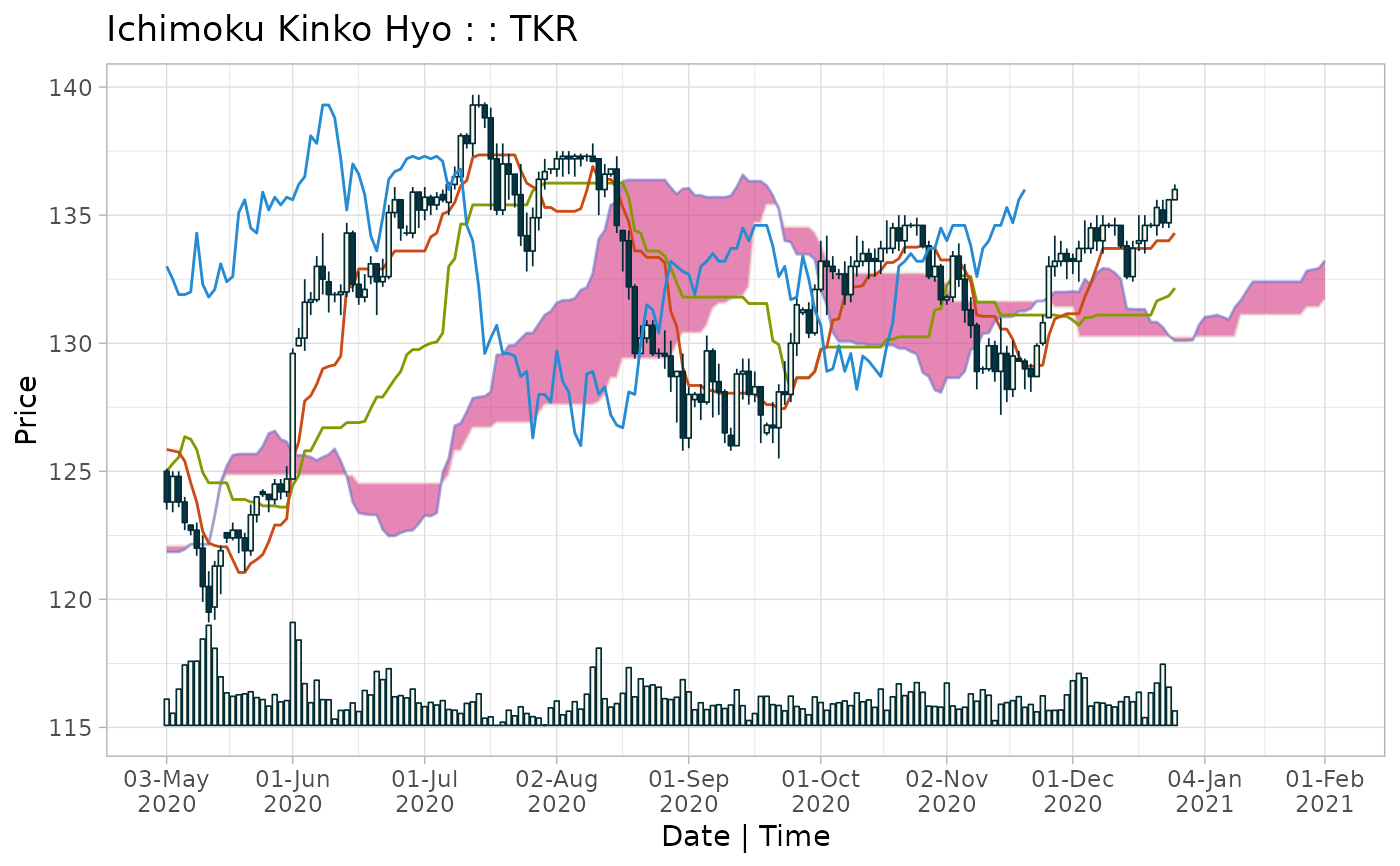 Ichimoku Kinko Hyo : : TKR
140
135
130
125
120
115
Price
03-May 01-Jun 01-Jul 02-Aug 01-Sep 01-Oct 02-Nov 01-Dec 04-Jan 01-Feb
2020 2020 2020 2020 2020 2020 2020 2020 2021 2021
Date | Time